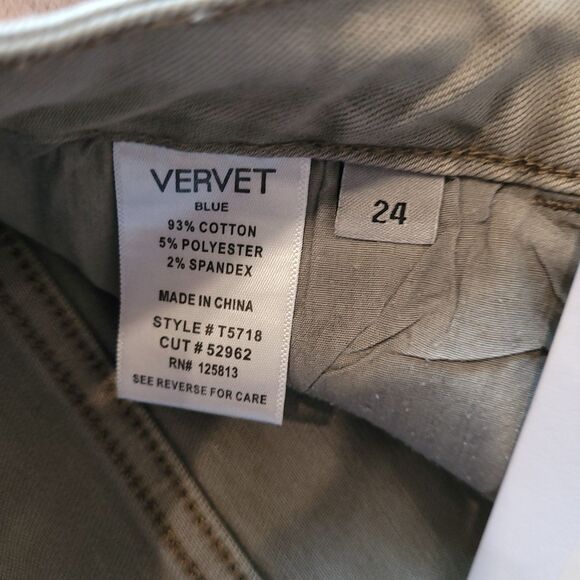 VERVET
BLUE
93% COTTON
5% POLYESTER
2% SPANDEX
MADE IN CHINA
STYLE # T5718
CUT # 52962
RN# 125813
SEE REVERSE FOR CARE
24